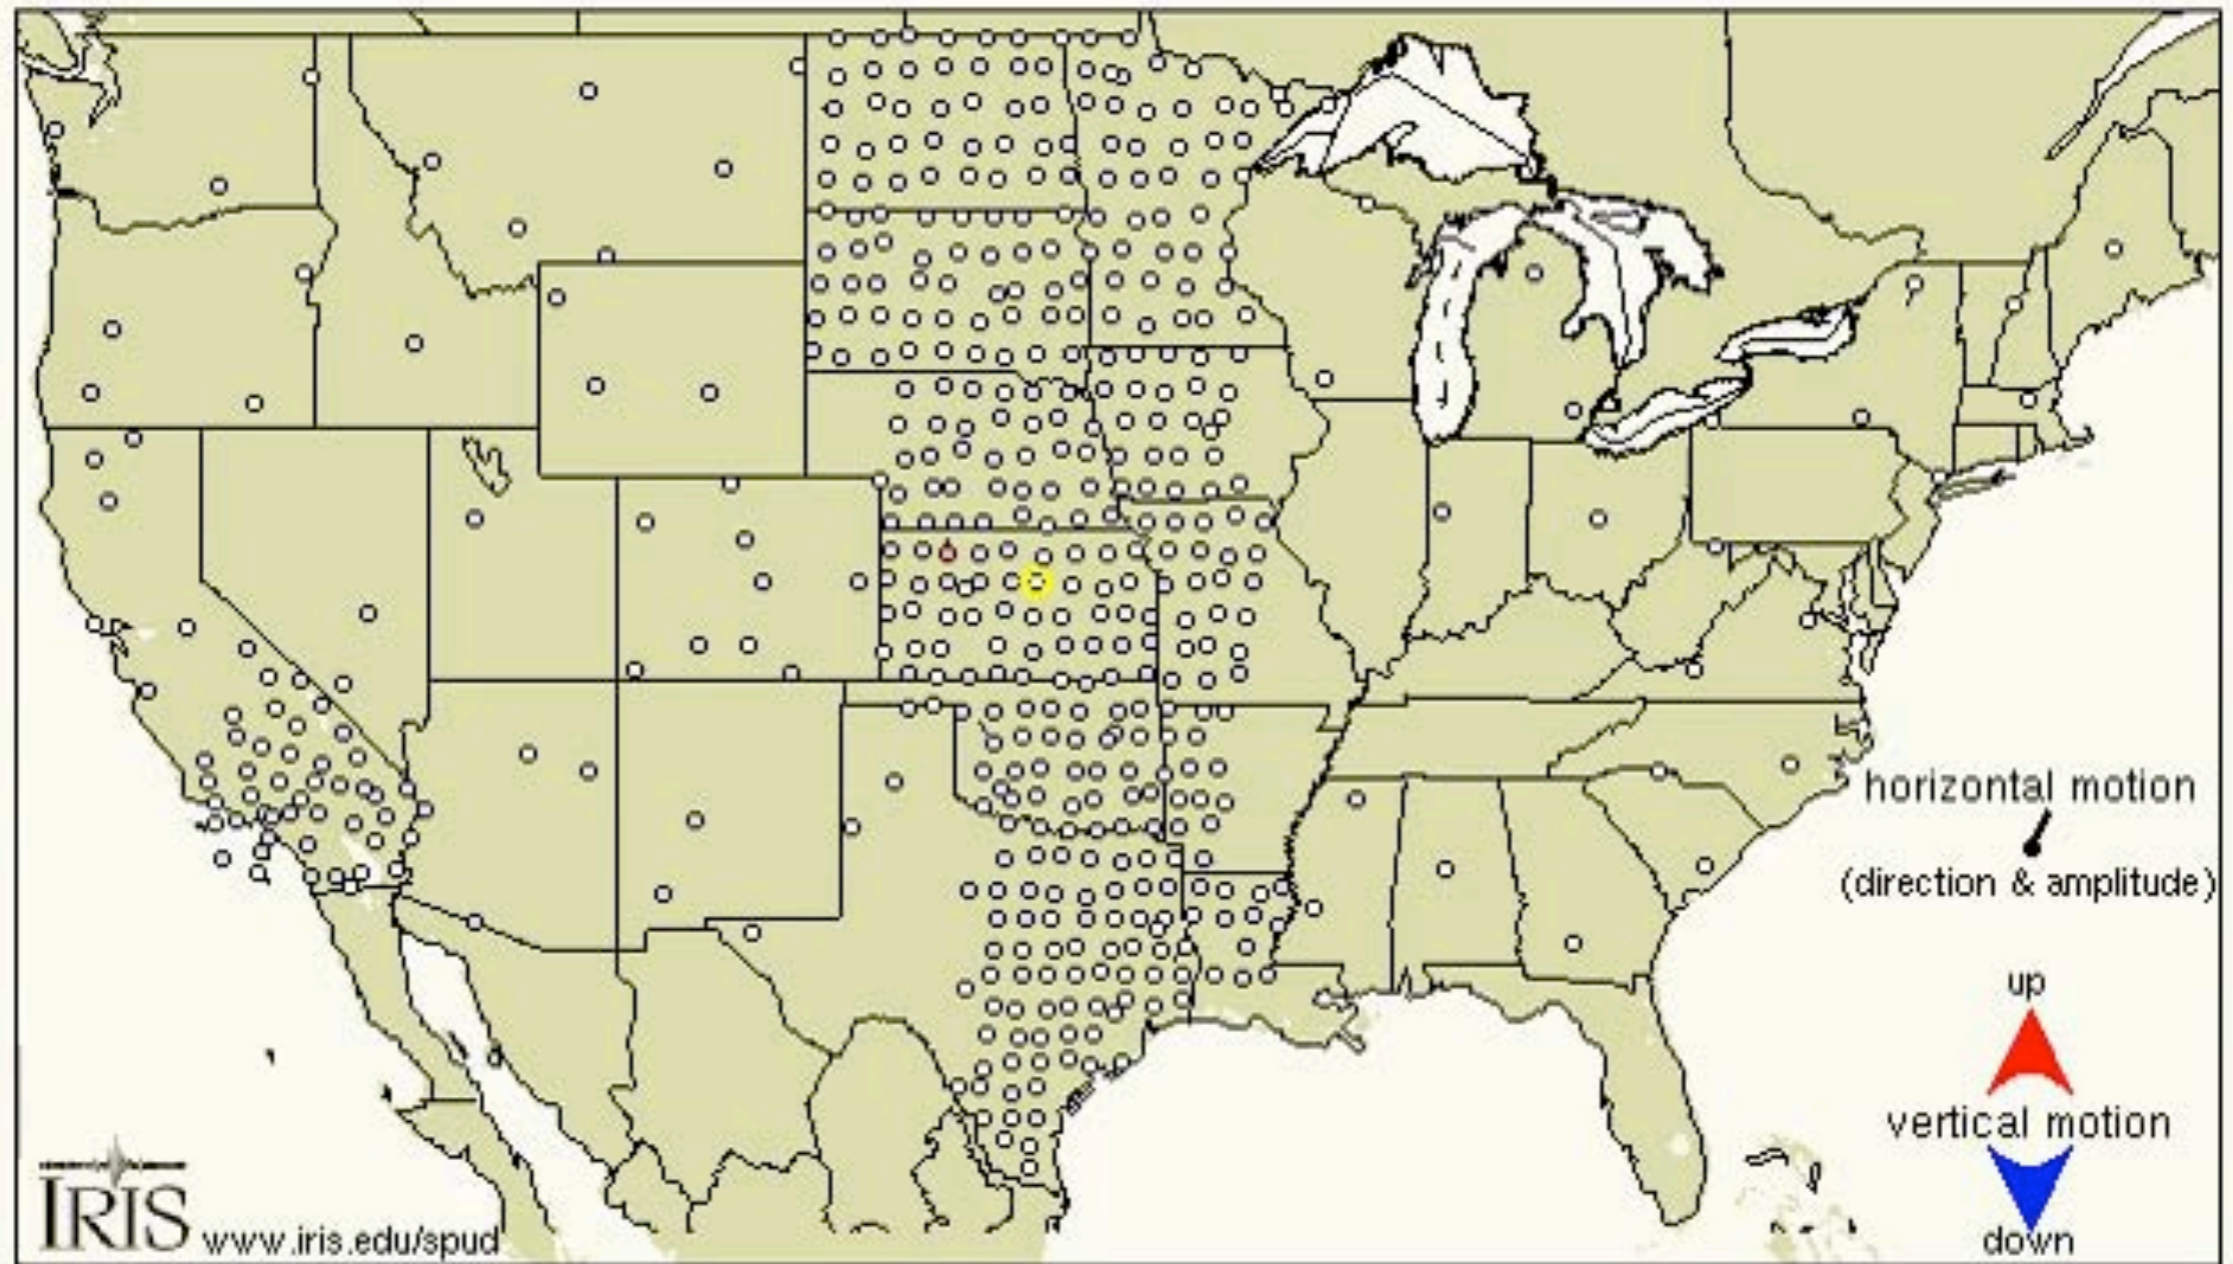 horizontal motion
(direction & amplitude)
up
vertical motion
down
IRIS
www.iris.edu/spud